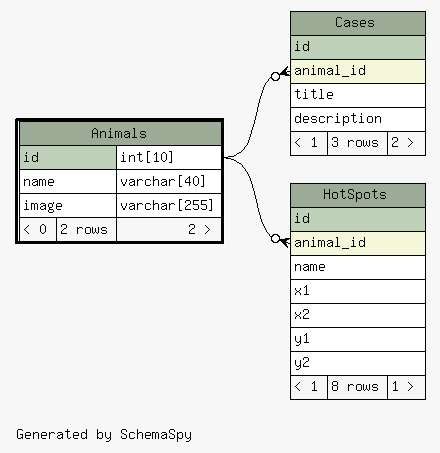 Cases
id
animal_id
title
description
< 1 3 rows 2 >
Animals
id int[10]
name varchar[40]
image varchar[255]
< 0 2 rows 2 >
HotSpots
id
animal_id
name
x1
x2
y1
y2
< 1 8 rows 1 >
Generated by SchemaSpy